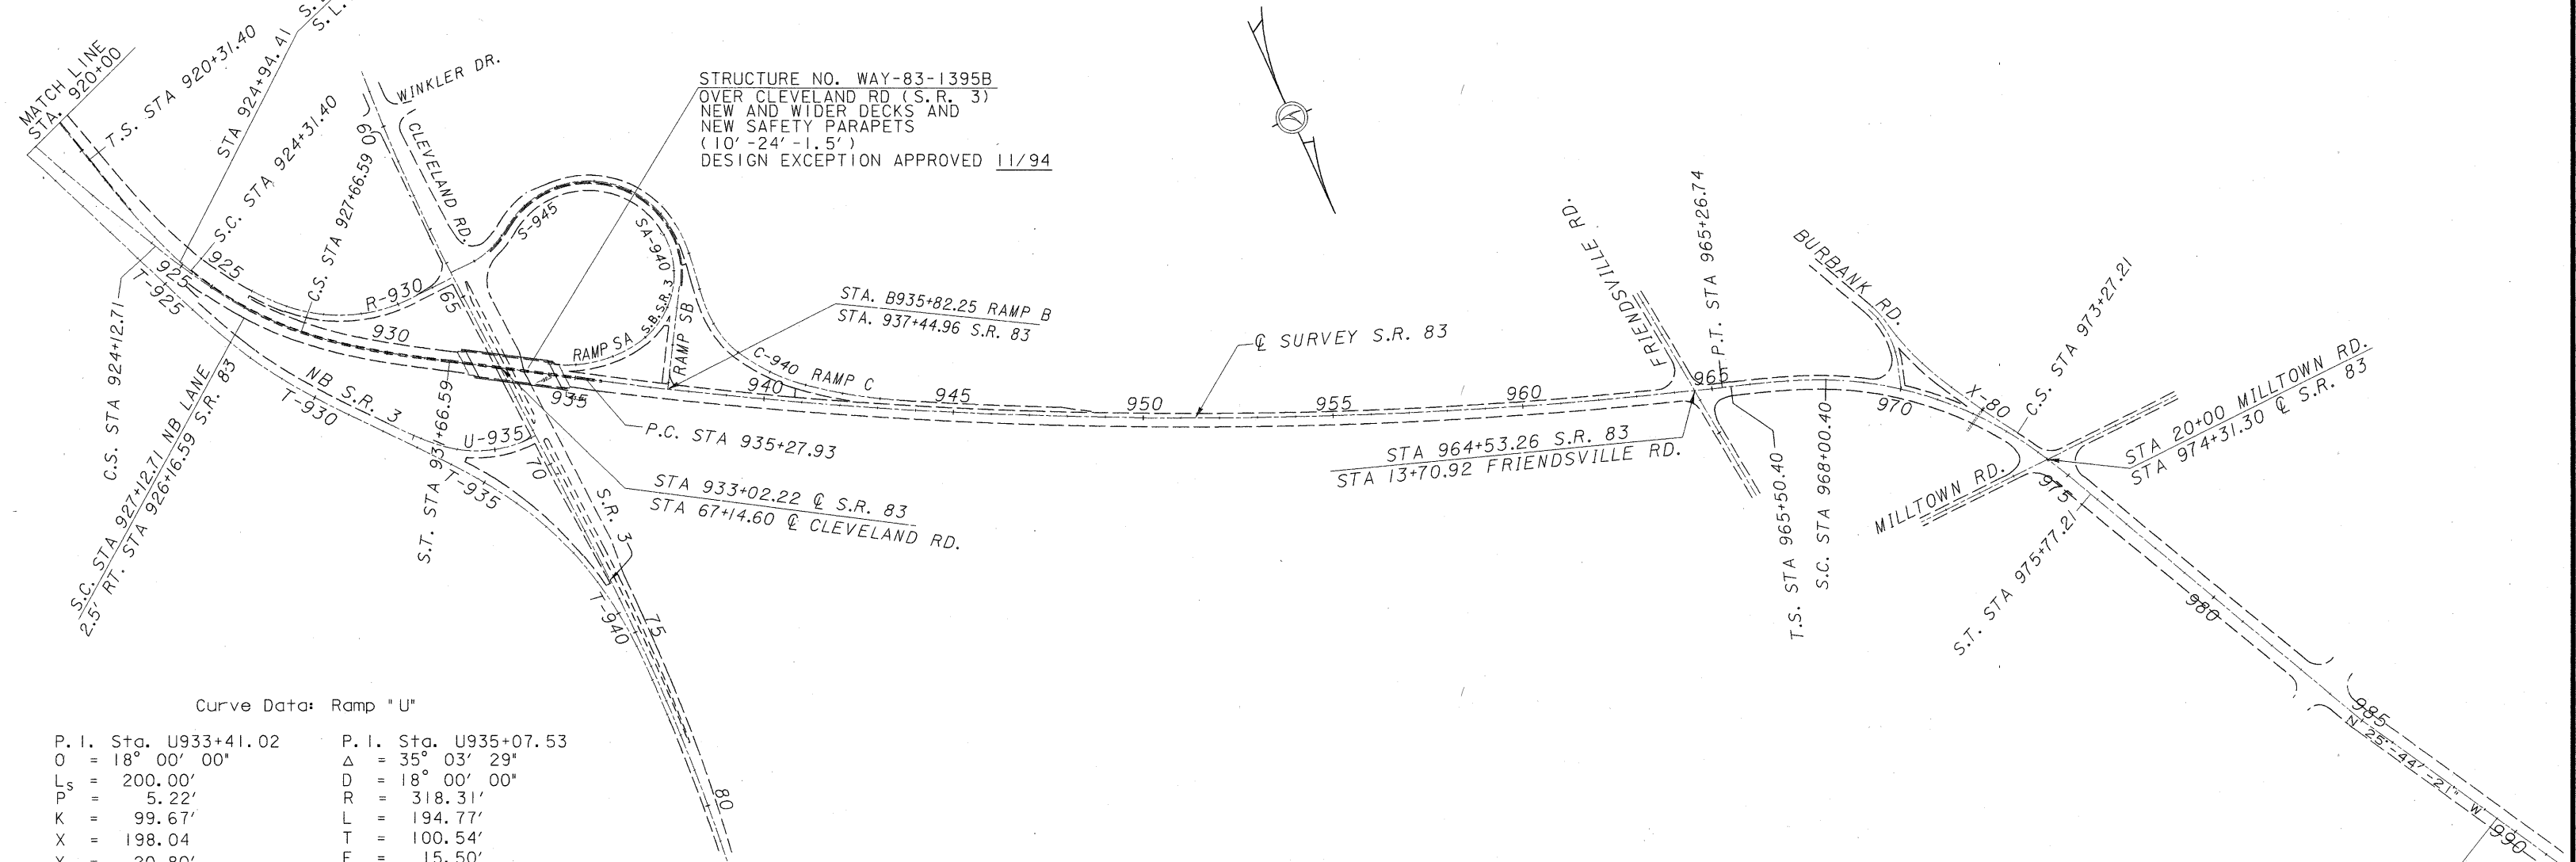 MATCH LINE
STA. 920+00
T.S. STA 920+31.40
STA 924+94.41
S.L.
S.C. STA 924+31.40
C.S. STA 927+66.59
60
WINKLER DR.
CLEVELAND RD.
STRUCTURE NO. WAY-83-1395B
OVER CLEVELAND RD (S.R. 3)
NEW AND WIDER DECKS AND
NEW SAFETY PARAPETS
(10'-24'-1.5')
DESIGN EXCEPTION APPROVED 11/94
925
925
T-925
R-930
65
930
S-945
SA-940
S.B.S.R. 3
RAMP SA
RAMP SB
STA. B935+82.25 RAMP B
STA. 937+44.96 S.R. 83
C-940 RAMP C
935
940
945
950
955
960
965
970
975
980
985
990
℄ SURVEY S.R. 83
P.C. STA 935+27.93
STA 933+02.22 ℄ S.R. 83
STA 67+14.60 ℄ CLEVELAND RD.
C.S. STA 924+12.71
S.C. STA 927+12.71 NB LANE
2.5' RT. STA 926+16.59 S.R. 83
S.T. STA 931+66.59
NB S.R. 3
T-930
U-935
T-935
70
S.R. 3
T-940
75
80
FRIENDSVILLE RD.
FRIENDSVILLE
P.T. STA 965+26.74
STA 964+53.26 S.R. 83
STA 13+70.92 FRIENDSVILLE RD.
T.S. STA 965+50.40
S.C. STA 968+00.40
BURBANK RD.
X-80
C.S. STA 973+27.21
STA 20+00 MILLTOWN RD.
STA 974+31.30 ℄ S.R. 83
MILLTOWN RD.
S.T. STA 975+77.21
N 25°-44'-21" W
Curve Data: Ramp "U"
P.I. Sta. U933+41.02
O = 18° 00' 00"
Ls = 200.00'
P = 5.22'
K = 99.67'
X = 198.04
Y = 20.80'
P.I. Sta. U935+07.53
Δ = 35° 03' 29"
D = 18° 00' 00"
R = 318.31'
L = 194.77'
T = 100.54'
E = 15.50'